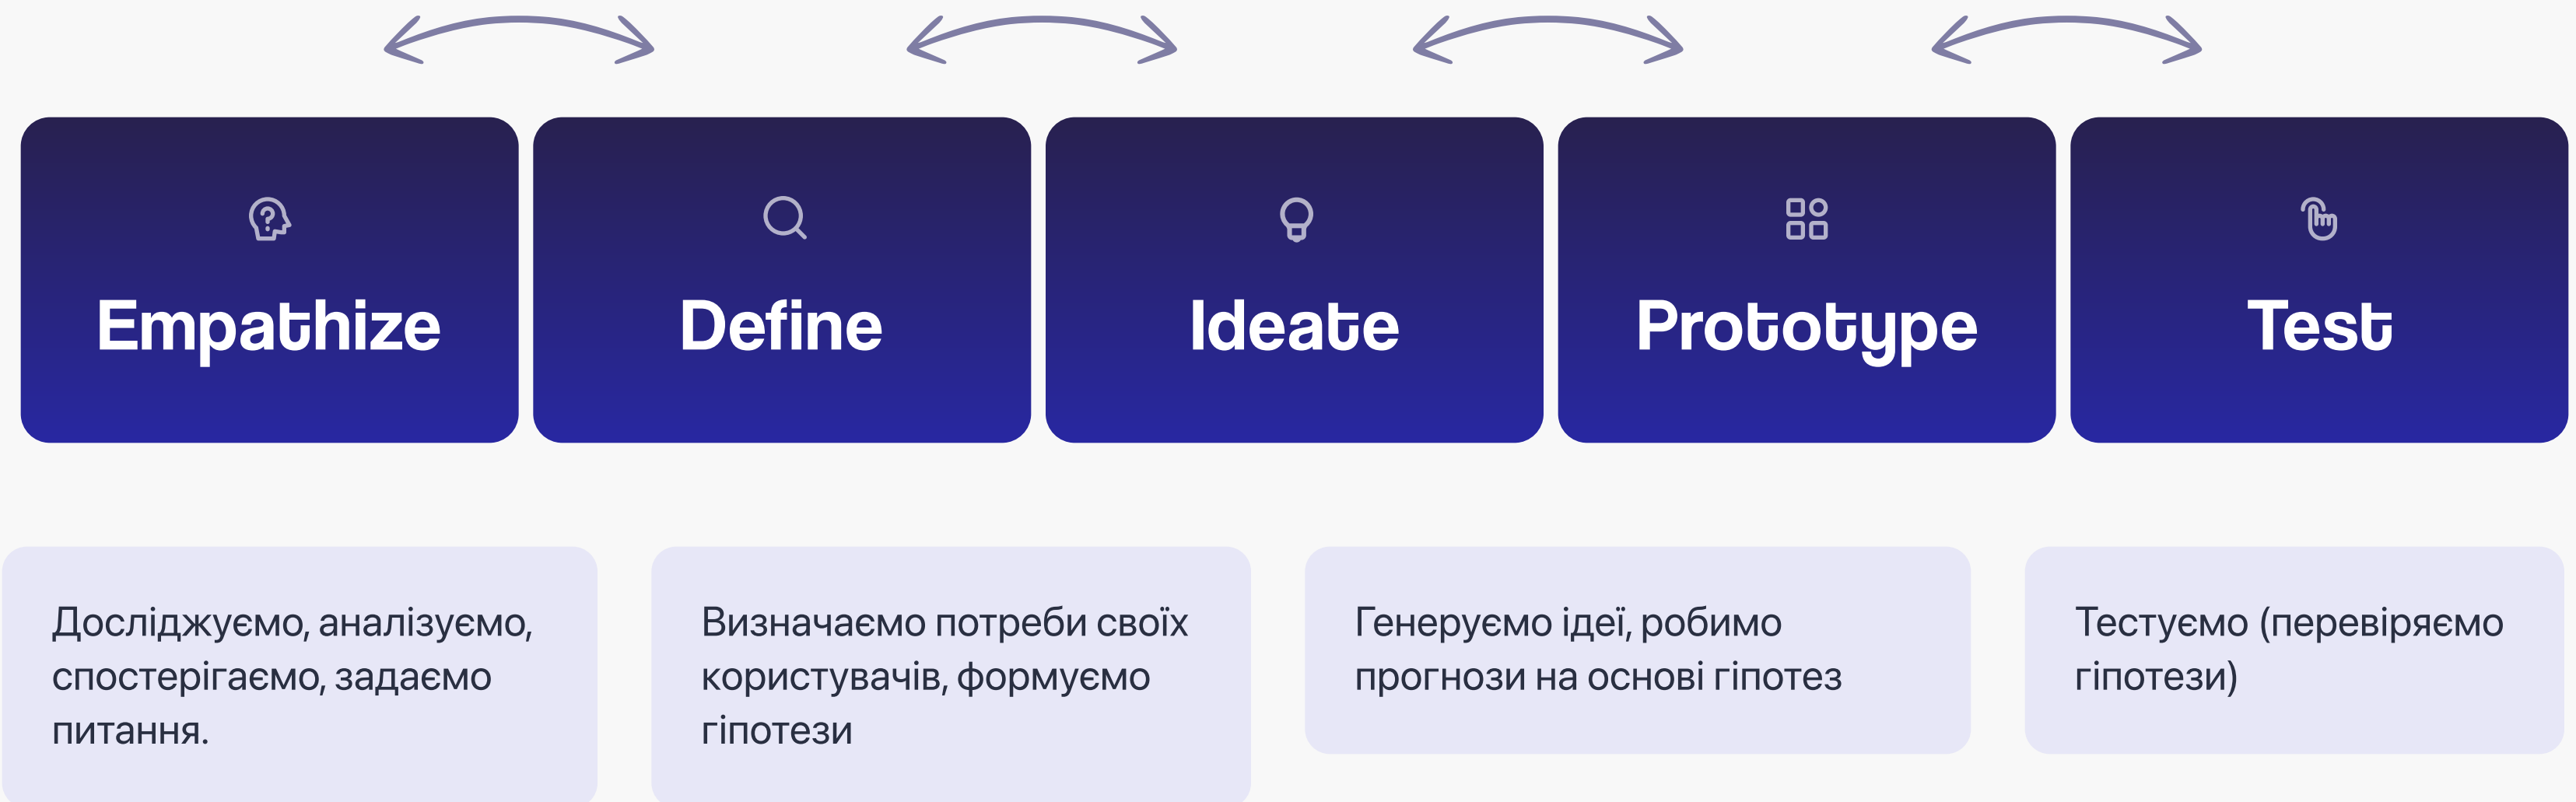 Empathize
Define
Ideate
Prototype
Test
Досліджуємо, аналізуємо,
спостерігаємо, задаємо
питання.
Визначаємо потреби своїх
користувачів, формуємо
гіпотези
Генеруємо ідеї, робимо
прогнози на основі гіпотез
Тестуємо (перевіряємо
гіпотези)